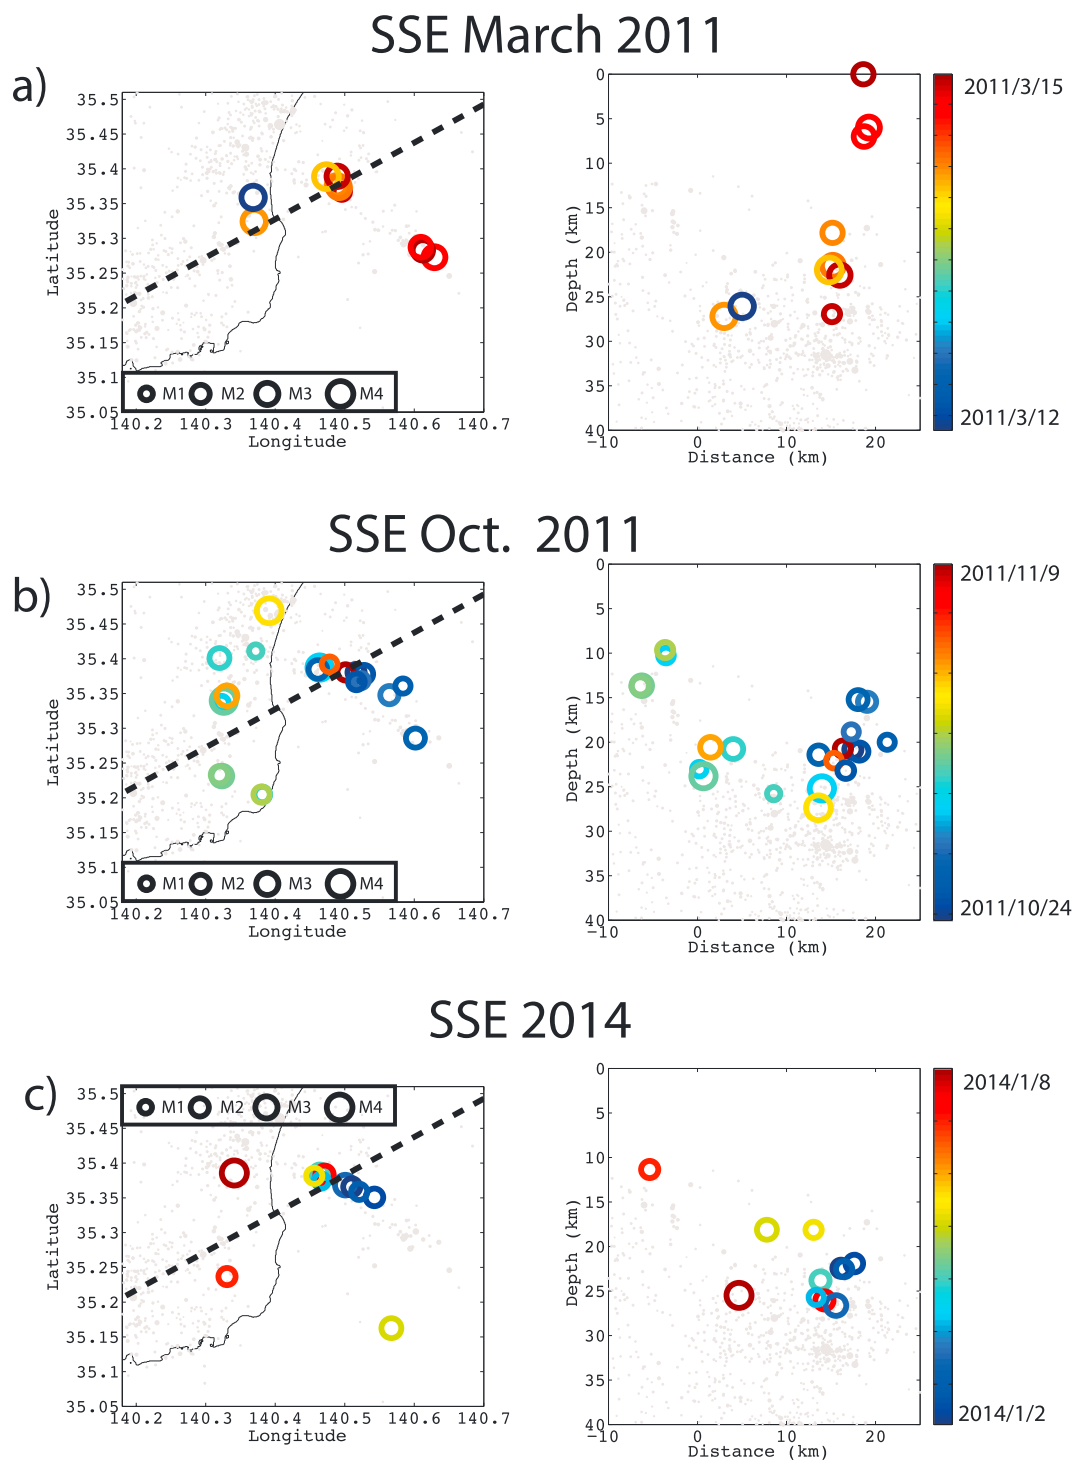 SSE March 2011
a)
35.5
35.45
35.4
35.35
35.3
35.25
35.2
35.15
35.1
35.05
Latitude
M1 M2 M3 M4
140.2 140.3 140.4 140.5 140.6 140.7
Longitude
0
5
10
15
20
25
30
35
40
Depth (km)
-10 0 10 20
Distance (km)
2011/3/15
2011/3/12
SSE Oct. 2011
b)
35.5
35.45
35.4
35.35
35.3
35.25
35.2
35.15
35.1
35.05
Latitude
M1 M2 M3 M4
140.2 140.3 140.4 140.5 140.6 140.7
Longitude
0
5
10
15
20
25
30
35
40
Depth (km)
-10 0 10 20
Distance (km)
2011/11/9
2011/10/24
SSE 2014
c)
M1 M2 M3 M4
35.5
35.45
35.4
35.35
35.3
35.25
35.2
35.15
35.1
35.05
Latitude
140.2 140.3 140.4 140.5 140.6 140.7
Longitude
0
5
10
15
20
25
30
35
40
Depth (km)
-10 0 10 20
Distance (km)
2014/1/8
2014/1/2